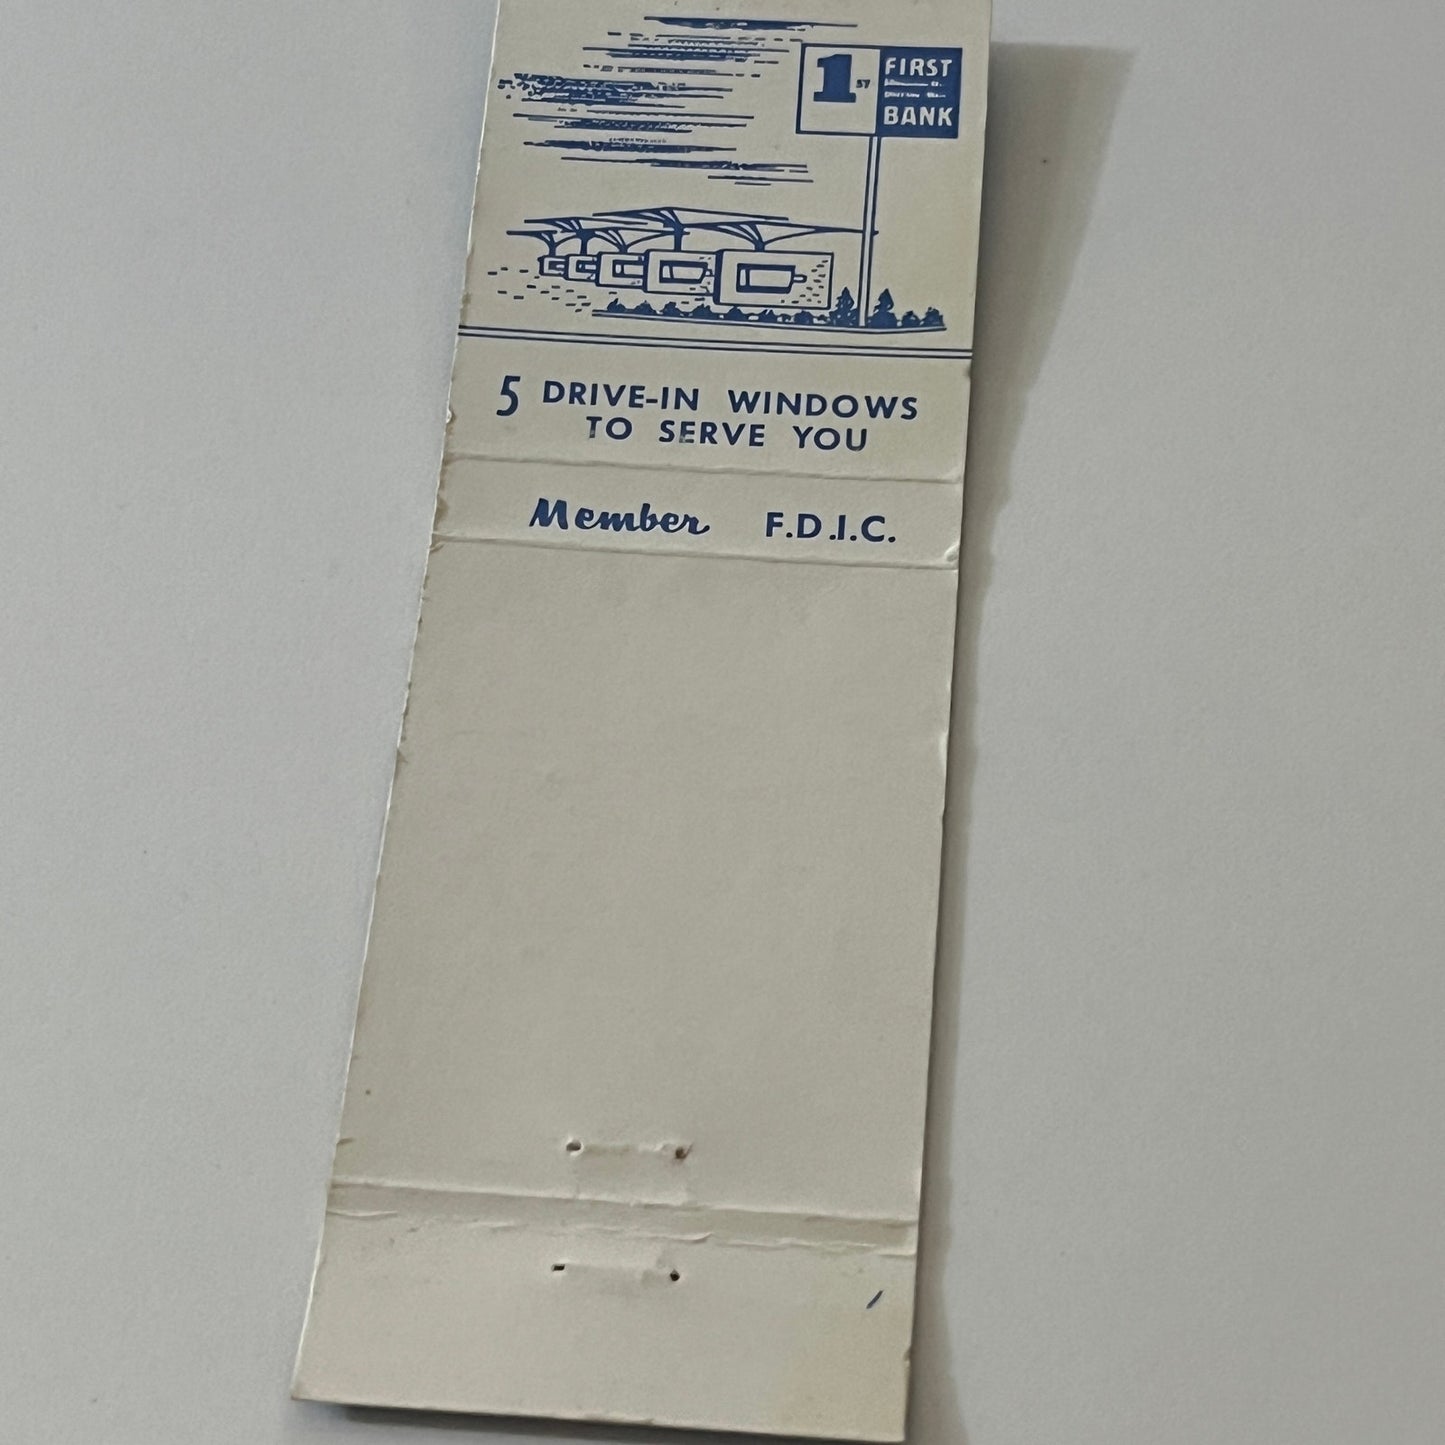 1ST
FIRST
BANK
5 DRIVE-IN WINDOWS
TO SERVE YOU
Member F.D.I.C.